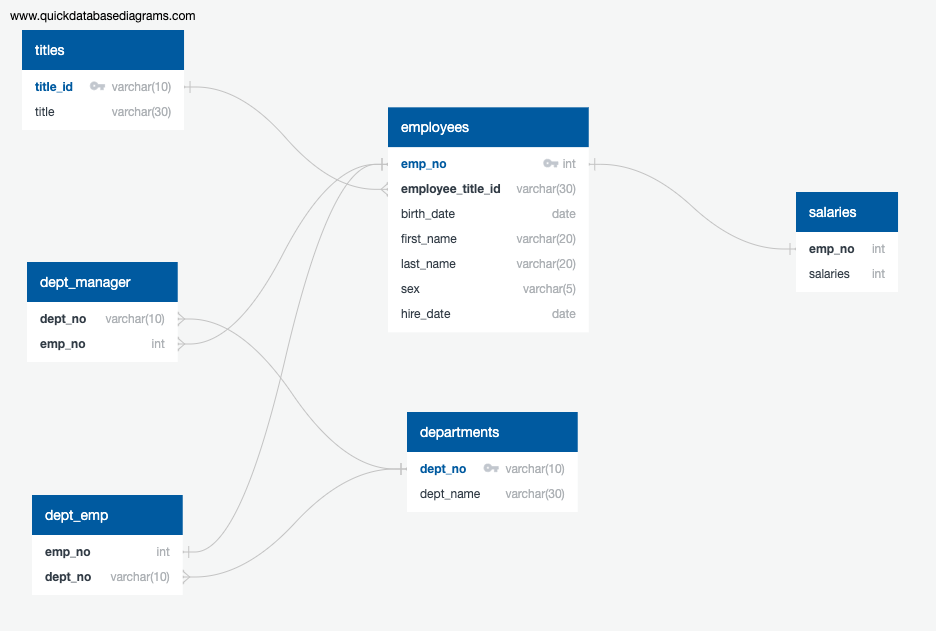 www.quickdatabasediagrams.com
titles
title_id varchar(10)
title varchar(30)
employees
emp_no int
employee_title_id varchar(30)
birth_date date
first_name varchar(20)
last_name varchar(20)
sex varchar(5)
hire_date date
salaries
emp_no int
salaries int
dept_manager
dept_no varchar(10)
emp_no int
departments
dept_no varchar(10)
dept_name varchar(30)
dept_emp
emp_no int
dept_no varchar(10)